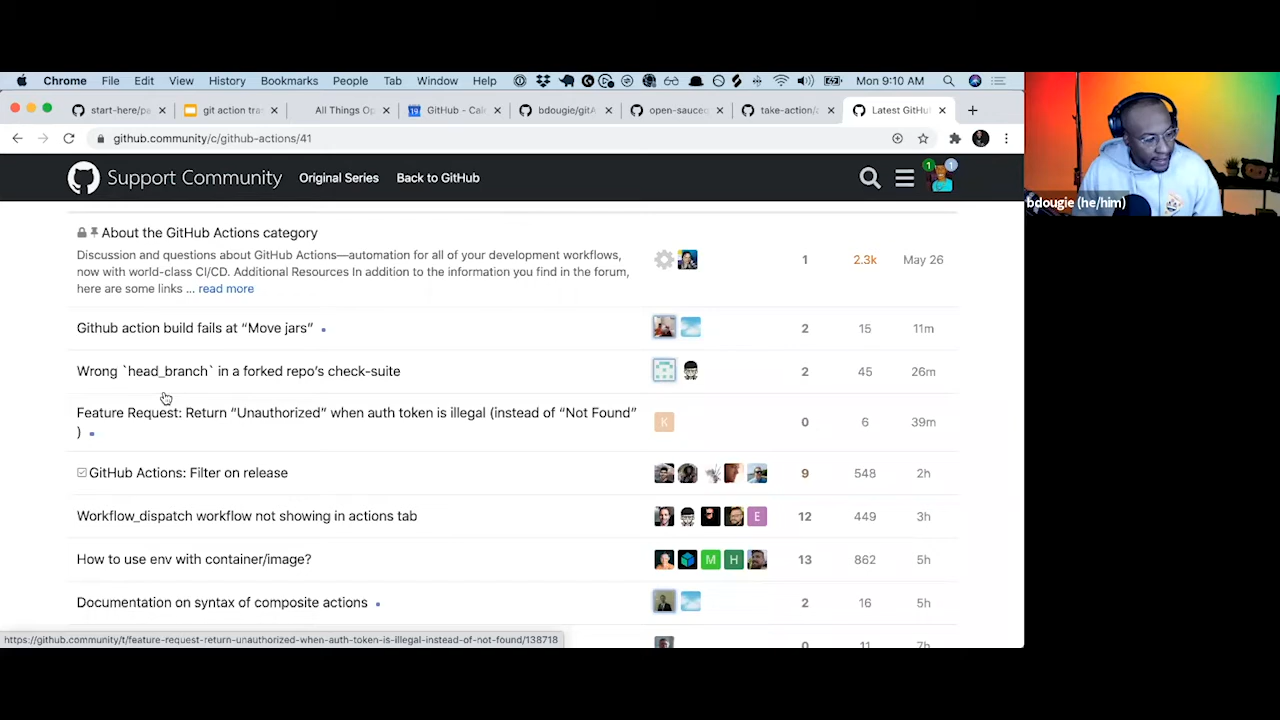 Chrome File Edit View History Bookmarks People Tab Window Help Mon 9:10 AM
start-here/pa git action tra All Things Op GitHub - Cale bdougie/gitA open-sauced take-action/a Latest GitHub
github.community/c/github-actions/41
Support Community Original Series Back to GitHub 1 1
bdougie (he/him)
About the GitHub Actions category
Discussion and questions about GitHub Actions—automation for all of your development workflows,
now with world-class CI/CD. Additional Resources In addition to the information you find in the forum,
here are some links ... read more
1 2.3k May 26
Github action build fails at “Move jars” 2 15 11m
Wrong `head_branch` in a forked repo’s check-suite 2 45 26m
Feature Request: Return “Unauthorized” when auth token is illegal (instead of “Not Found”
) K 0 6 39m
GitHub Actions: Filter on release 9 548 2h
Workflow_dispatch workflow not showing in actions tab E 12 449 3h
How to use env with container/image? M H 13 862 5h
Documentation on syntax of composite actions 2 16 5h
https://github.community/t/feature-request-return-unauthorized-when-auth-token-is-illegal-instead-of-not-found/138718
0 11 7h